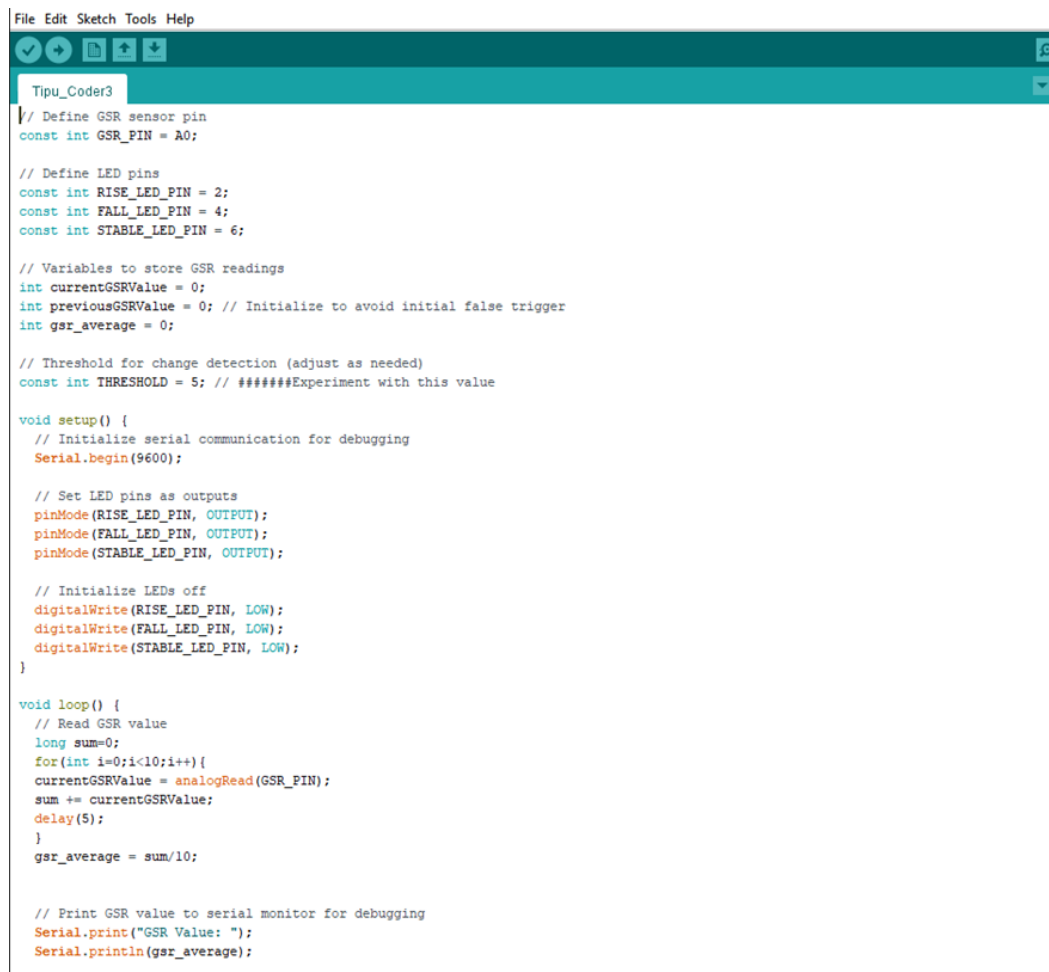 File Edit Sketch Tools Help
Tipu_Coder3
// Define GSR sensor pin
const int GSR_PIN = A0;

// Define LED pins
const int RISE_LED_PIN = 2;
const int FALL_LED_PIN = 4;
const int STABLE_LED_PIN = 6;

// Variables to store GSR readings
int currentGSRValue = 0;
int previousGSRValue = 0; // Initialize to avoid initial false trigger
int gsr_average = 0;

// Threshold for change detection (adjust as needed)
const int THRESHOLD = 5; // #######Experiment with this value

void setup() {
  // Initialize serial communication for debugging
  Serial.begin(9600);

  // Set LED pins as outputs
  pinMode(RISE_LED_PIN, OUTPUT);
  pinMode(FALL_LED_PIN, OUTPUT);
  pinMode(STABLE_LED_PIN, OUTPUT);

  // Initialize LEDs off
  digitalWrite(RISE_LED_PIN, LOW);
  digitalWrite(FALL_LED_PIN, LOW);
  digitalWrite(STABLE_LED_PIN, LOW);
}

void loop() {
  // Read GSR value
  long sum=0;
  for(int i=0;i<10;i++){
  currentGSRValue = analogRead(GSR_PIN);
  sum += currentGSRValue;
  delay(5);
  }
  gsr_average = sum/10;


  // Print GSR value to serial monitor for debugging
  Serial.print("GSR Value: ");
  Serial.println(gsr_average);